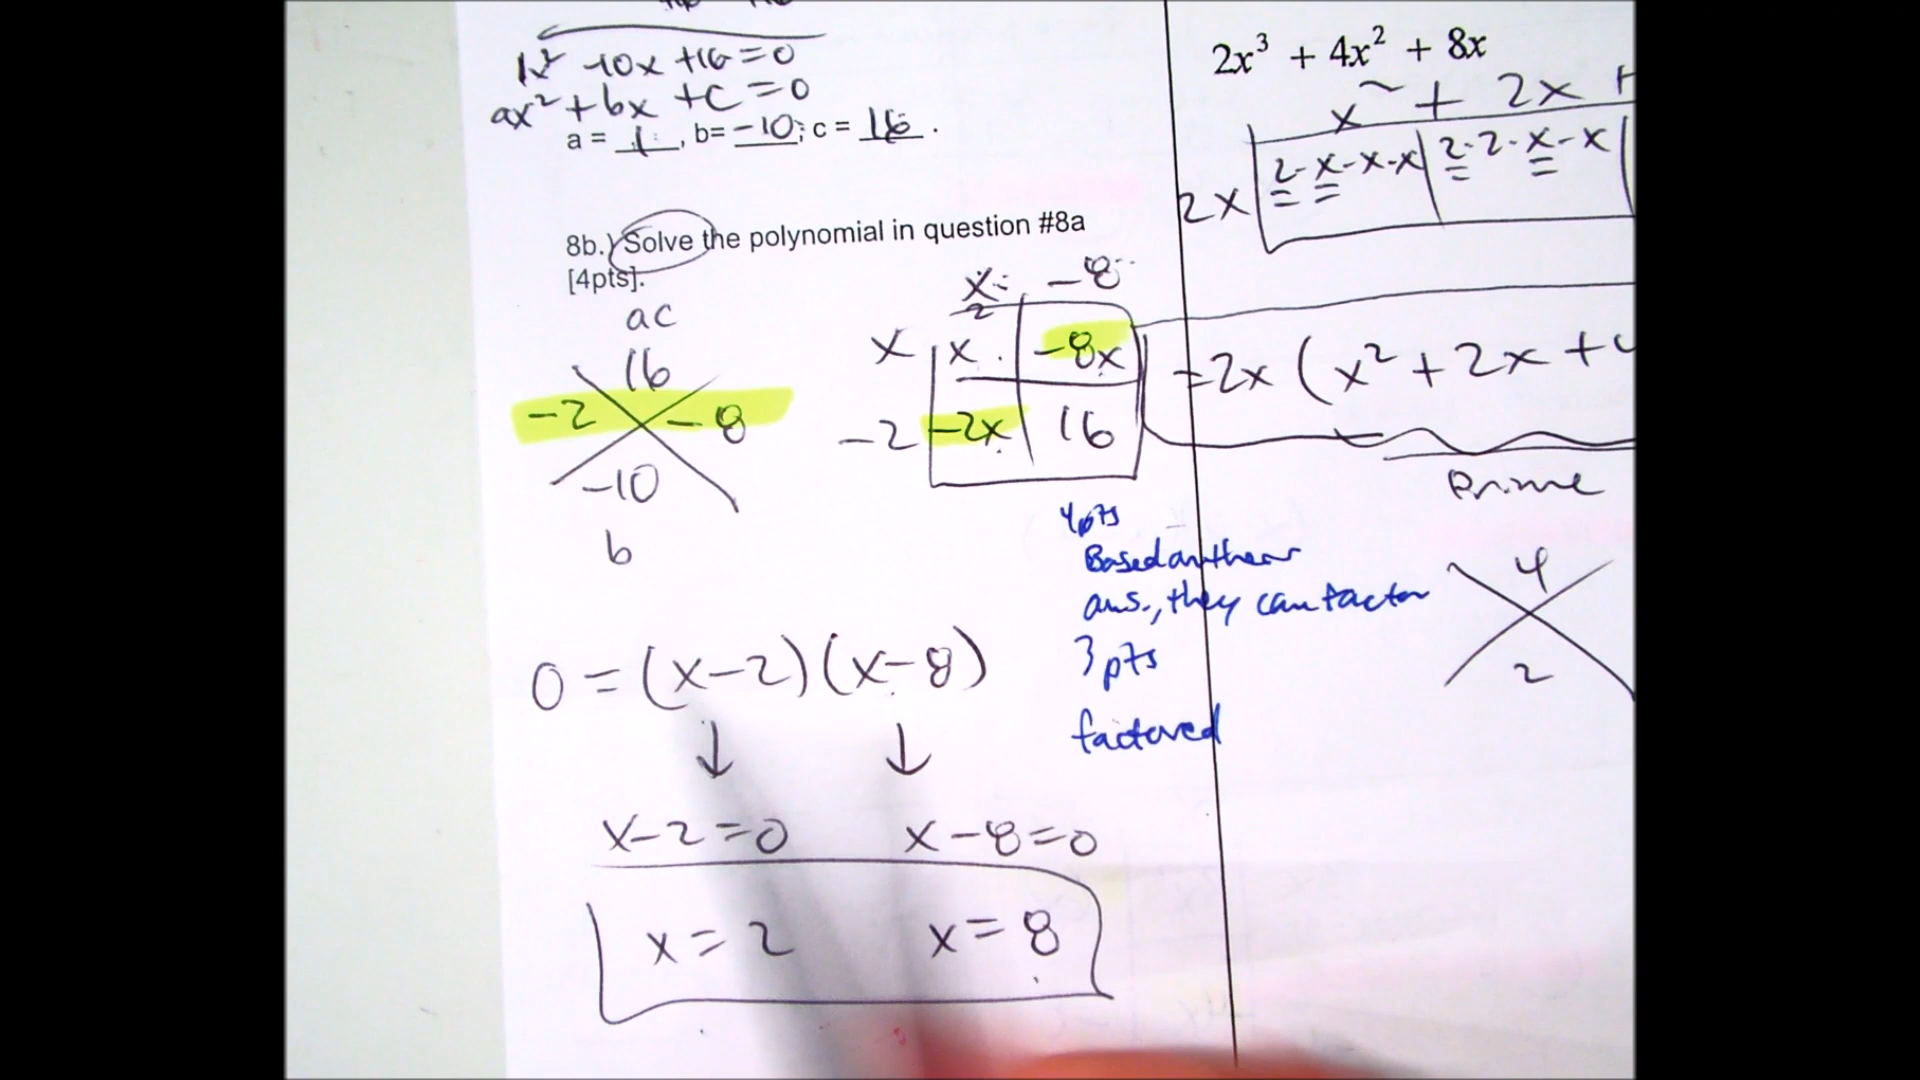 1x² -10x +16=0
ax² + bx + c = 0
a = 1, b= -10; c = 16.
8b.) Solve the polynomial in question #8a
[4pts].
ac
16
-2 -8
-10
b
x -8
x x² -8x
-2 -2x 16
4pts
Based on their
ans., they can factor
3pts
factored
0 = (x-2)(x-8)
↓ ↓
x-2=0 x-8=0
x=2 x=8
2x³ + 4x² + 8x
x² + 2x +
2x 2·x·x·x 2·2·x·x
=2x (x² + 2x +
Prime
4
2